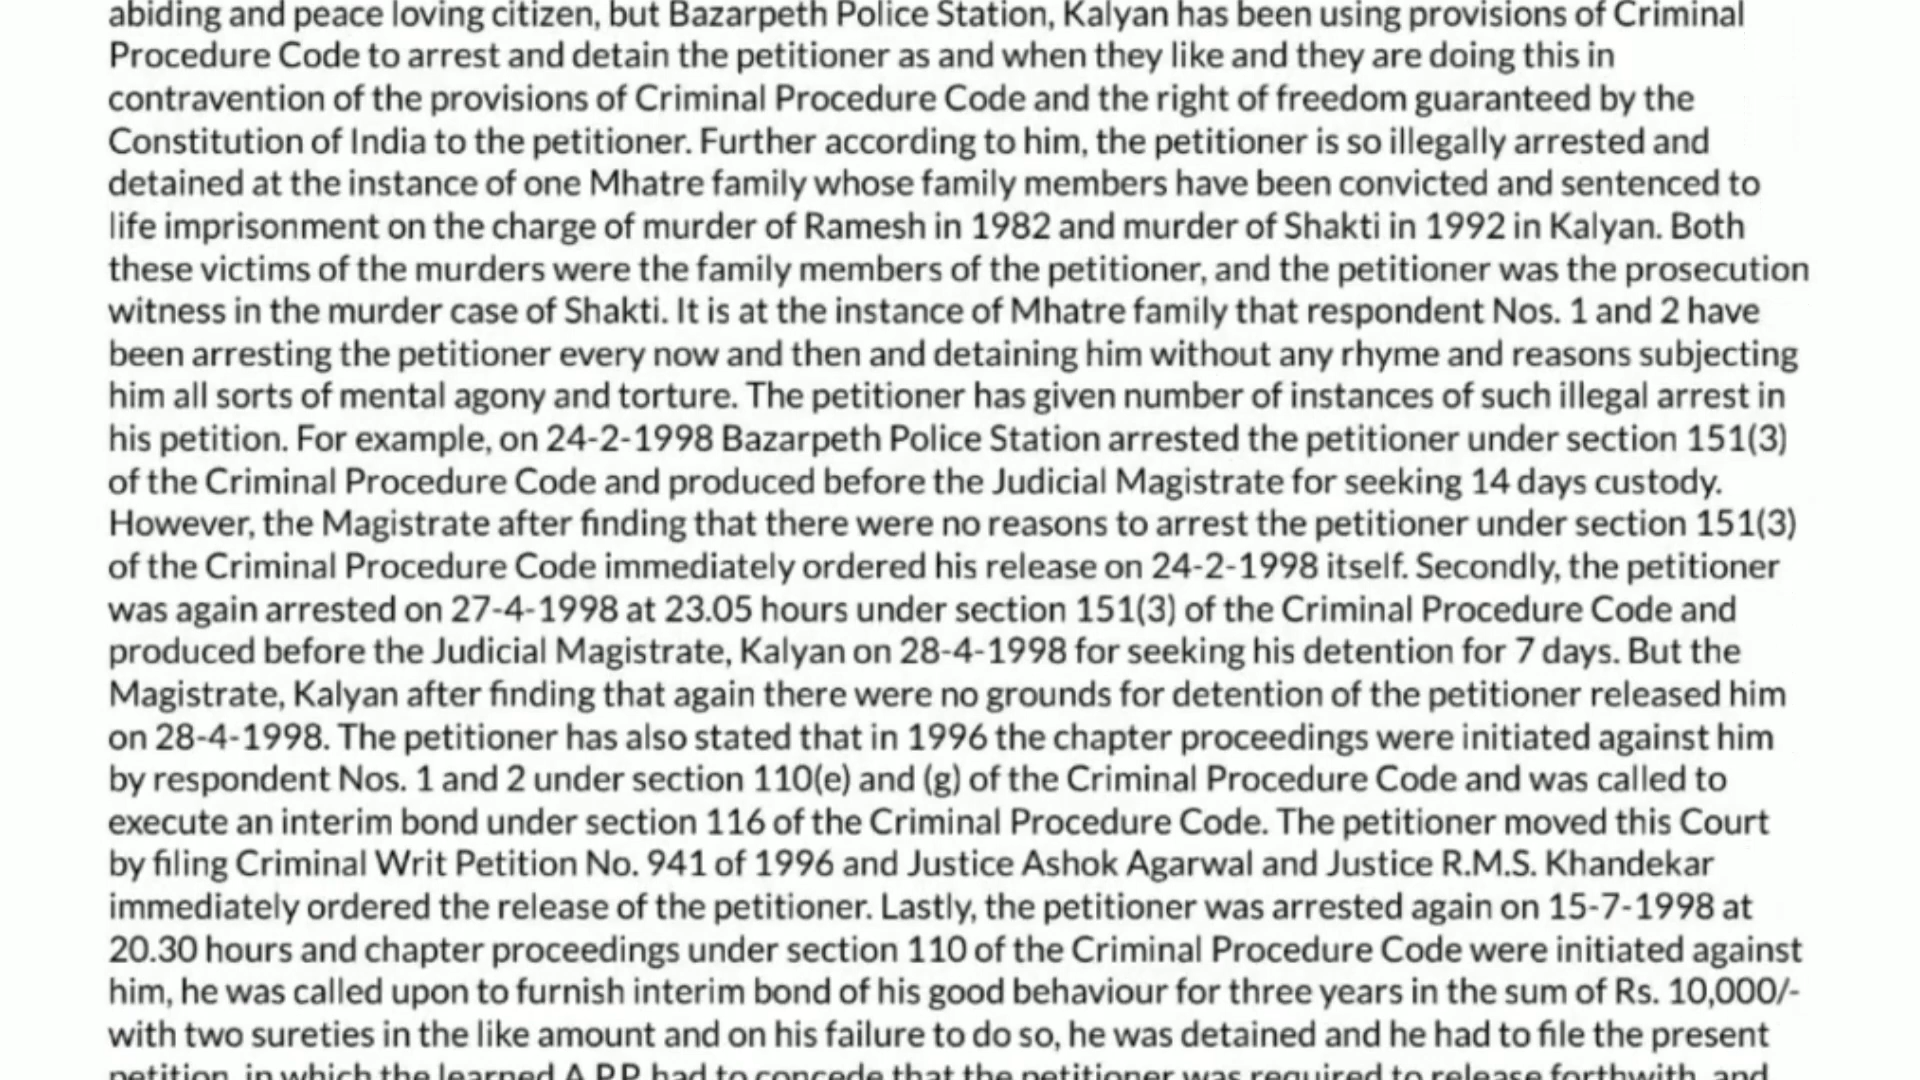 abiding and peace loving citizen, but Bazarpeth Police Station, Kalyan has been using provisions of Criminal
Procedure Code to arrest and detain the petitioner as and when they like and they are doing this in
contravention of the provisions of Criminal Procedure Code and the right of freedom guaranteed by the
Constitution of India to the petitioner. Further according to him, the petitioner is so illegally arrested and
detained at the instance of one Mhatre family whose family members have been convicted and sentenced to
life imprisonment on the charge of murder of Ramesh in 1982 and murder of Shakti in 1992 in Kalyan. Both
these victims of the murders were the family members of the petitioner, and the petitioner was the prosecution
witness in the murder case of Shakti. It is at the instance of Mhatre family that respondent Nos. 1 and 2 have
been arresting the petitioner every now and then and detaining him without any rhyme and reasons subjecting
him all sorts of mental agony and torture. The petitioner has given number of instances of such illegal arrest in
his petition. For example, on 24-2-1998 Bazarpeth Police Station arrested the petitioner under section 151(3)
of the Criminal Procedure Code and produced before the Judicial Magistrate for seeking 14 days custody.
However, the Magistrate after finding that there were no reasons to arrest the petitioner under section 151(3)
of the Criminal Procedure Code immediately ordered his release on 24-2-1998 itself. Secondly, the petitioner
was again arrested on 27-4-1998 at 23.05 hours under section 151(3) of the Criminal Procedure Code and
produced before the Judicial Magistrate, Kalyan on 28-4-1998 for seeking his detention for 7 days. But the
Magistrate, Kalyan after finding that again there were no grounds for detention of the petitioner released him
on 28-4-1998. The petitioner has also stated that in 1996 the chapter proceedings were initiated against him
by respondent Nos. 1 and 2 under section 110(e) and (g) of the Criminal Procedure Code and was called to
execute an interim bond under section 116 of the Criminal Procedure Code. The petitioner moved this Court
by filing Criminal Writ Petition No. 941 of 1996 and Justice Ashok Agarwal and Justice R.M.S. Khandekar
immediately ordered the release of the petitioner. Lastly, the petitioner was arrested again on 15-7-1998 at
20.30 hours and chapter proceedings under section 110 of the Criminal Procedure Code were initiated against
him, he was called upon to furnish interim bond of his good behaviour for three years in the sum of Rs. 10,000/-
with two sureties in the like amount and on his failure to do so, he was detained and he had to file the present
petition, in which the learned A.P.P. had to concede that the petitioner was required to release forthwith, and